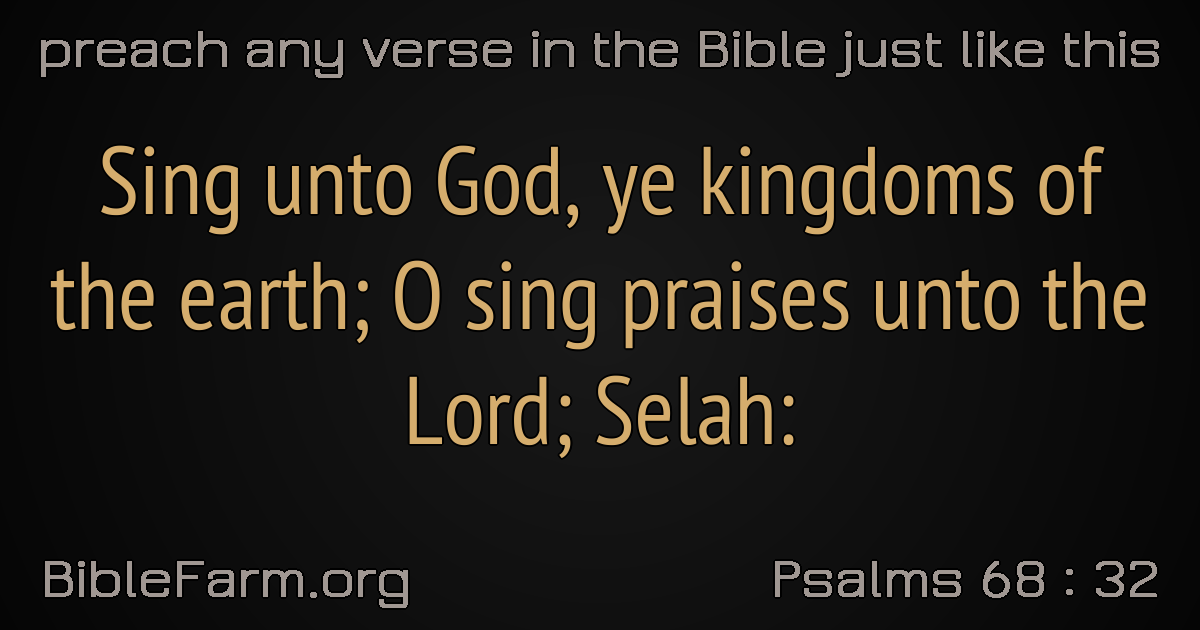 preach any verse in the Bible just like this
Sing unto God, ye kingdoms of
the earth; O sing praises unto the
Lord; Selah:
BibleFarm.org
Psalms 68 : 32